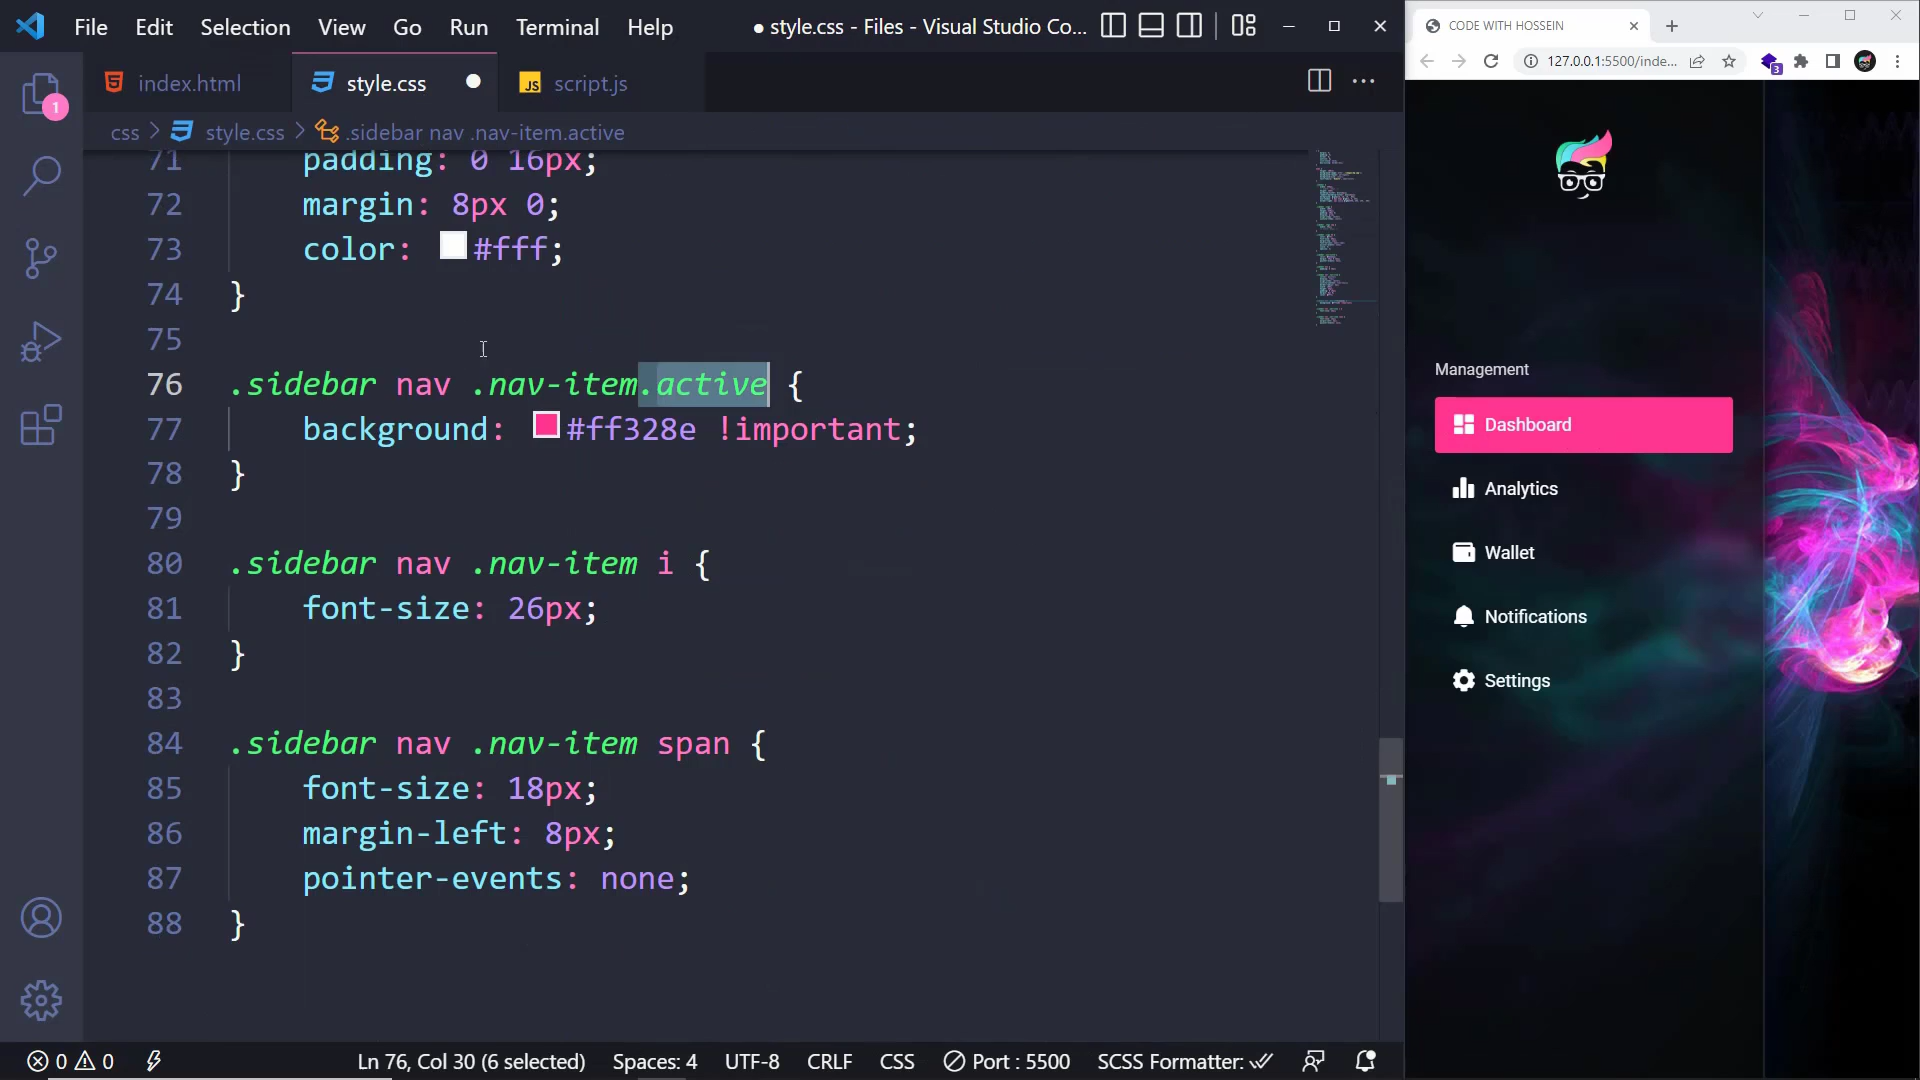 File Edit Selection View Go Run Terminal Help ● style.css - Files - Visual Studio Co...
index.html style.css ● script.js
css > style.css > .sidebar nav .nav-item.active
1
71 padding: 0 16px;
72 margin: 8px 0;
73 color: #fff;
74 }
75
76 .sidebar nav .nav-item.active {
77 background: #ff328e !important;
78 }
79
80 .sidebar nav .nav-item i {
81 font-size: 26px;
82 }
83
84 .sidebar nav .nav-item span {
85 font-size: 18px;
86 margin-left: 8px;
87 pointer-events: none;
88 }
0 0 Ln 76, Col 30 (6 selected) Spaces: 4 UTF-8 CRLF CSS Port : 5500 SCSS Formatter:
CODE WITH HOSSEIN
127.0.0.1:5500/inde... 3
Management
Dashboard
Analytics
Wallet
Notifications
Settings